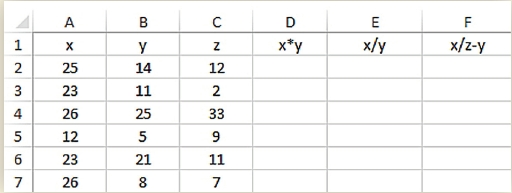 A B C D E F
1 x y z x*y x/y x/z-y
2 25 14 12
3 23 11 2
4 26 25 33
5 12 5 9
6 23 21 11
7 26 8 7